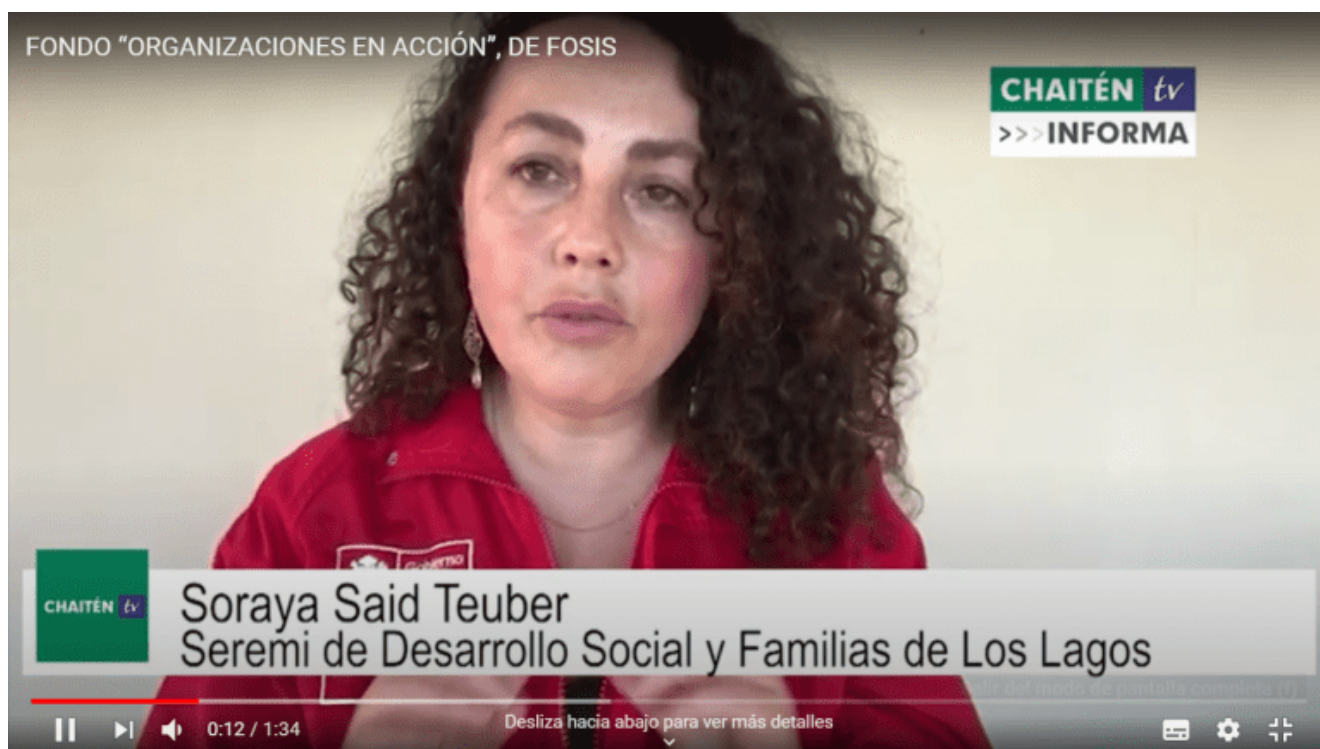 FONDO “ORGANIZACIONES EN ACCIÓN”, DE FOSIS
CHAITÉN tv
>>>INFORMA
Gobierno
CHAITÉN tv
Soraya Said Teuber
Seremi de Desarrollo Social y Familias de Los Lagos
0:12 / 1:34
Desliza hacia abajo para ver más detalles